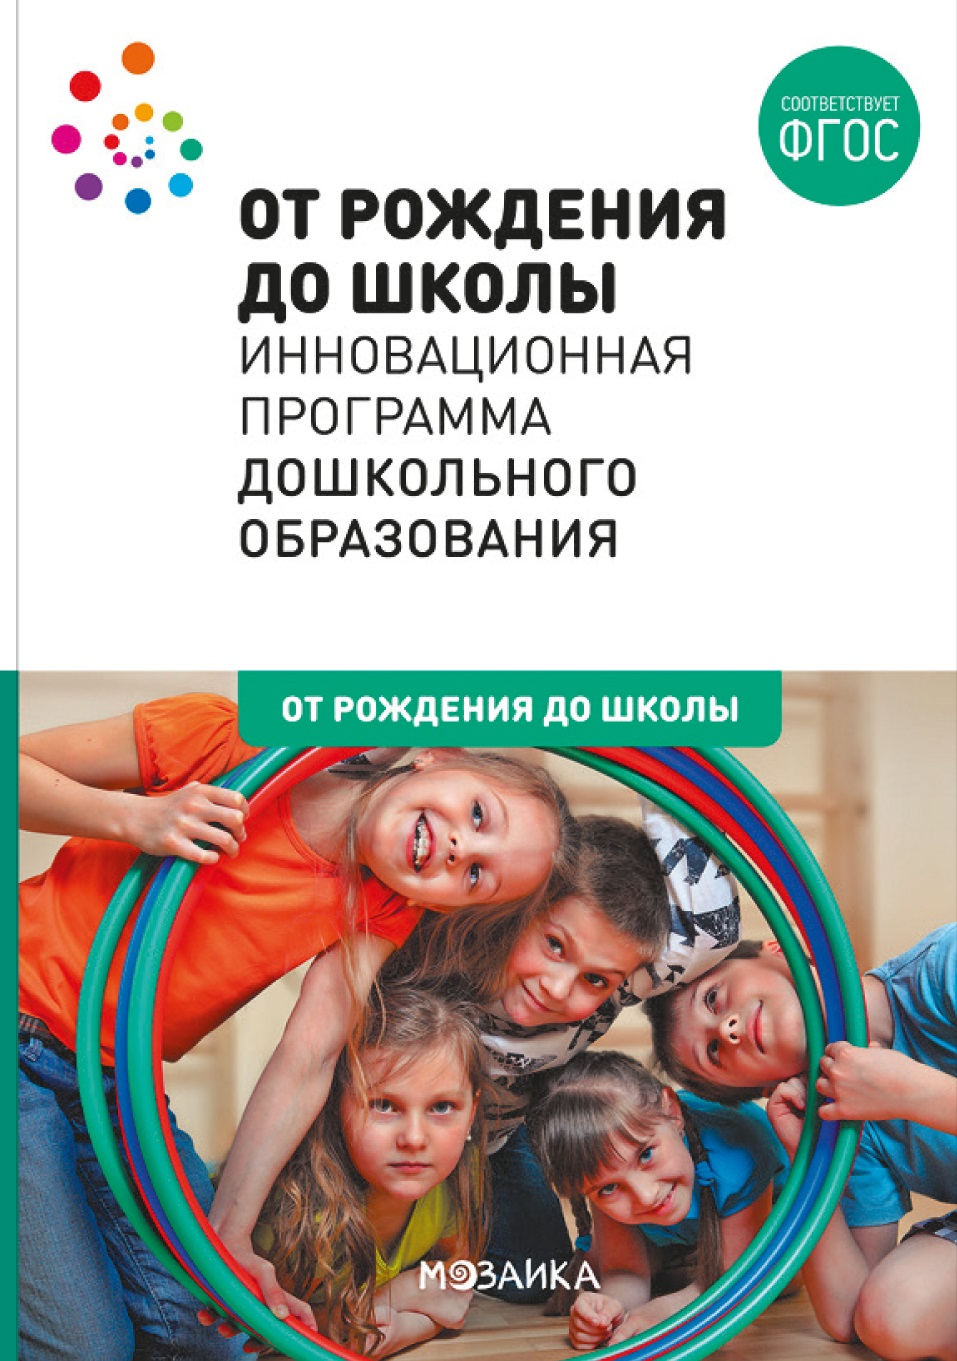 СООТВЕТСТВУЕТ
ФГОС
ОТ РОЖДЕНИЯ
ДО ШКОЛЫ
ИННОВАЦИОННАЯ
ПРОГРАММА
ДОШКОЛЬНОГО
ОБРАЗОВАНИЯ
ОТ РОЖДЕНИЯ ДО ШКОЛЫ
МОЗАИКА